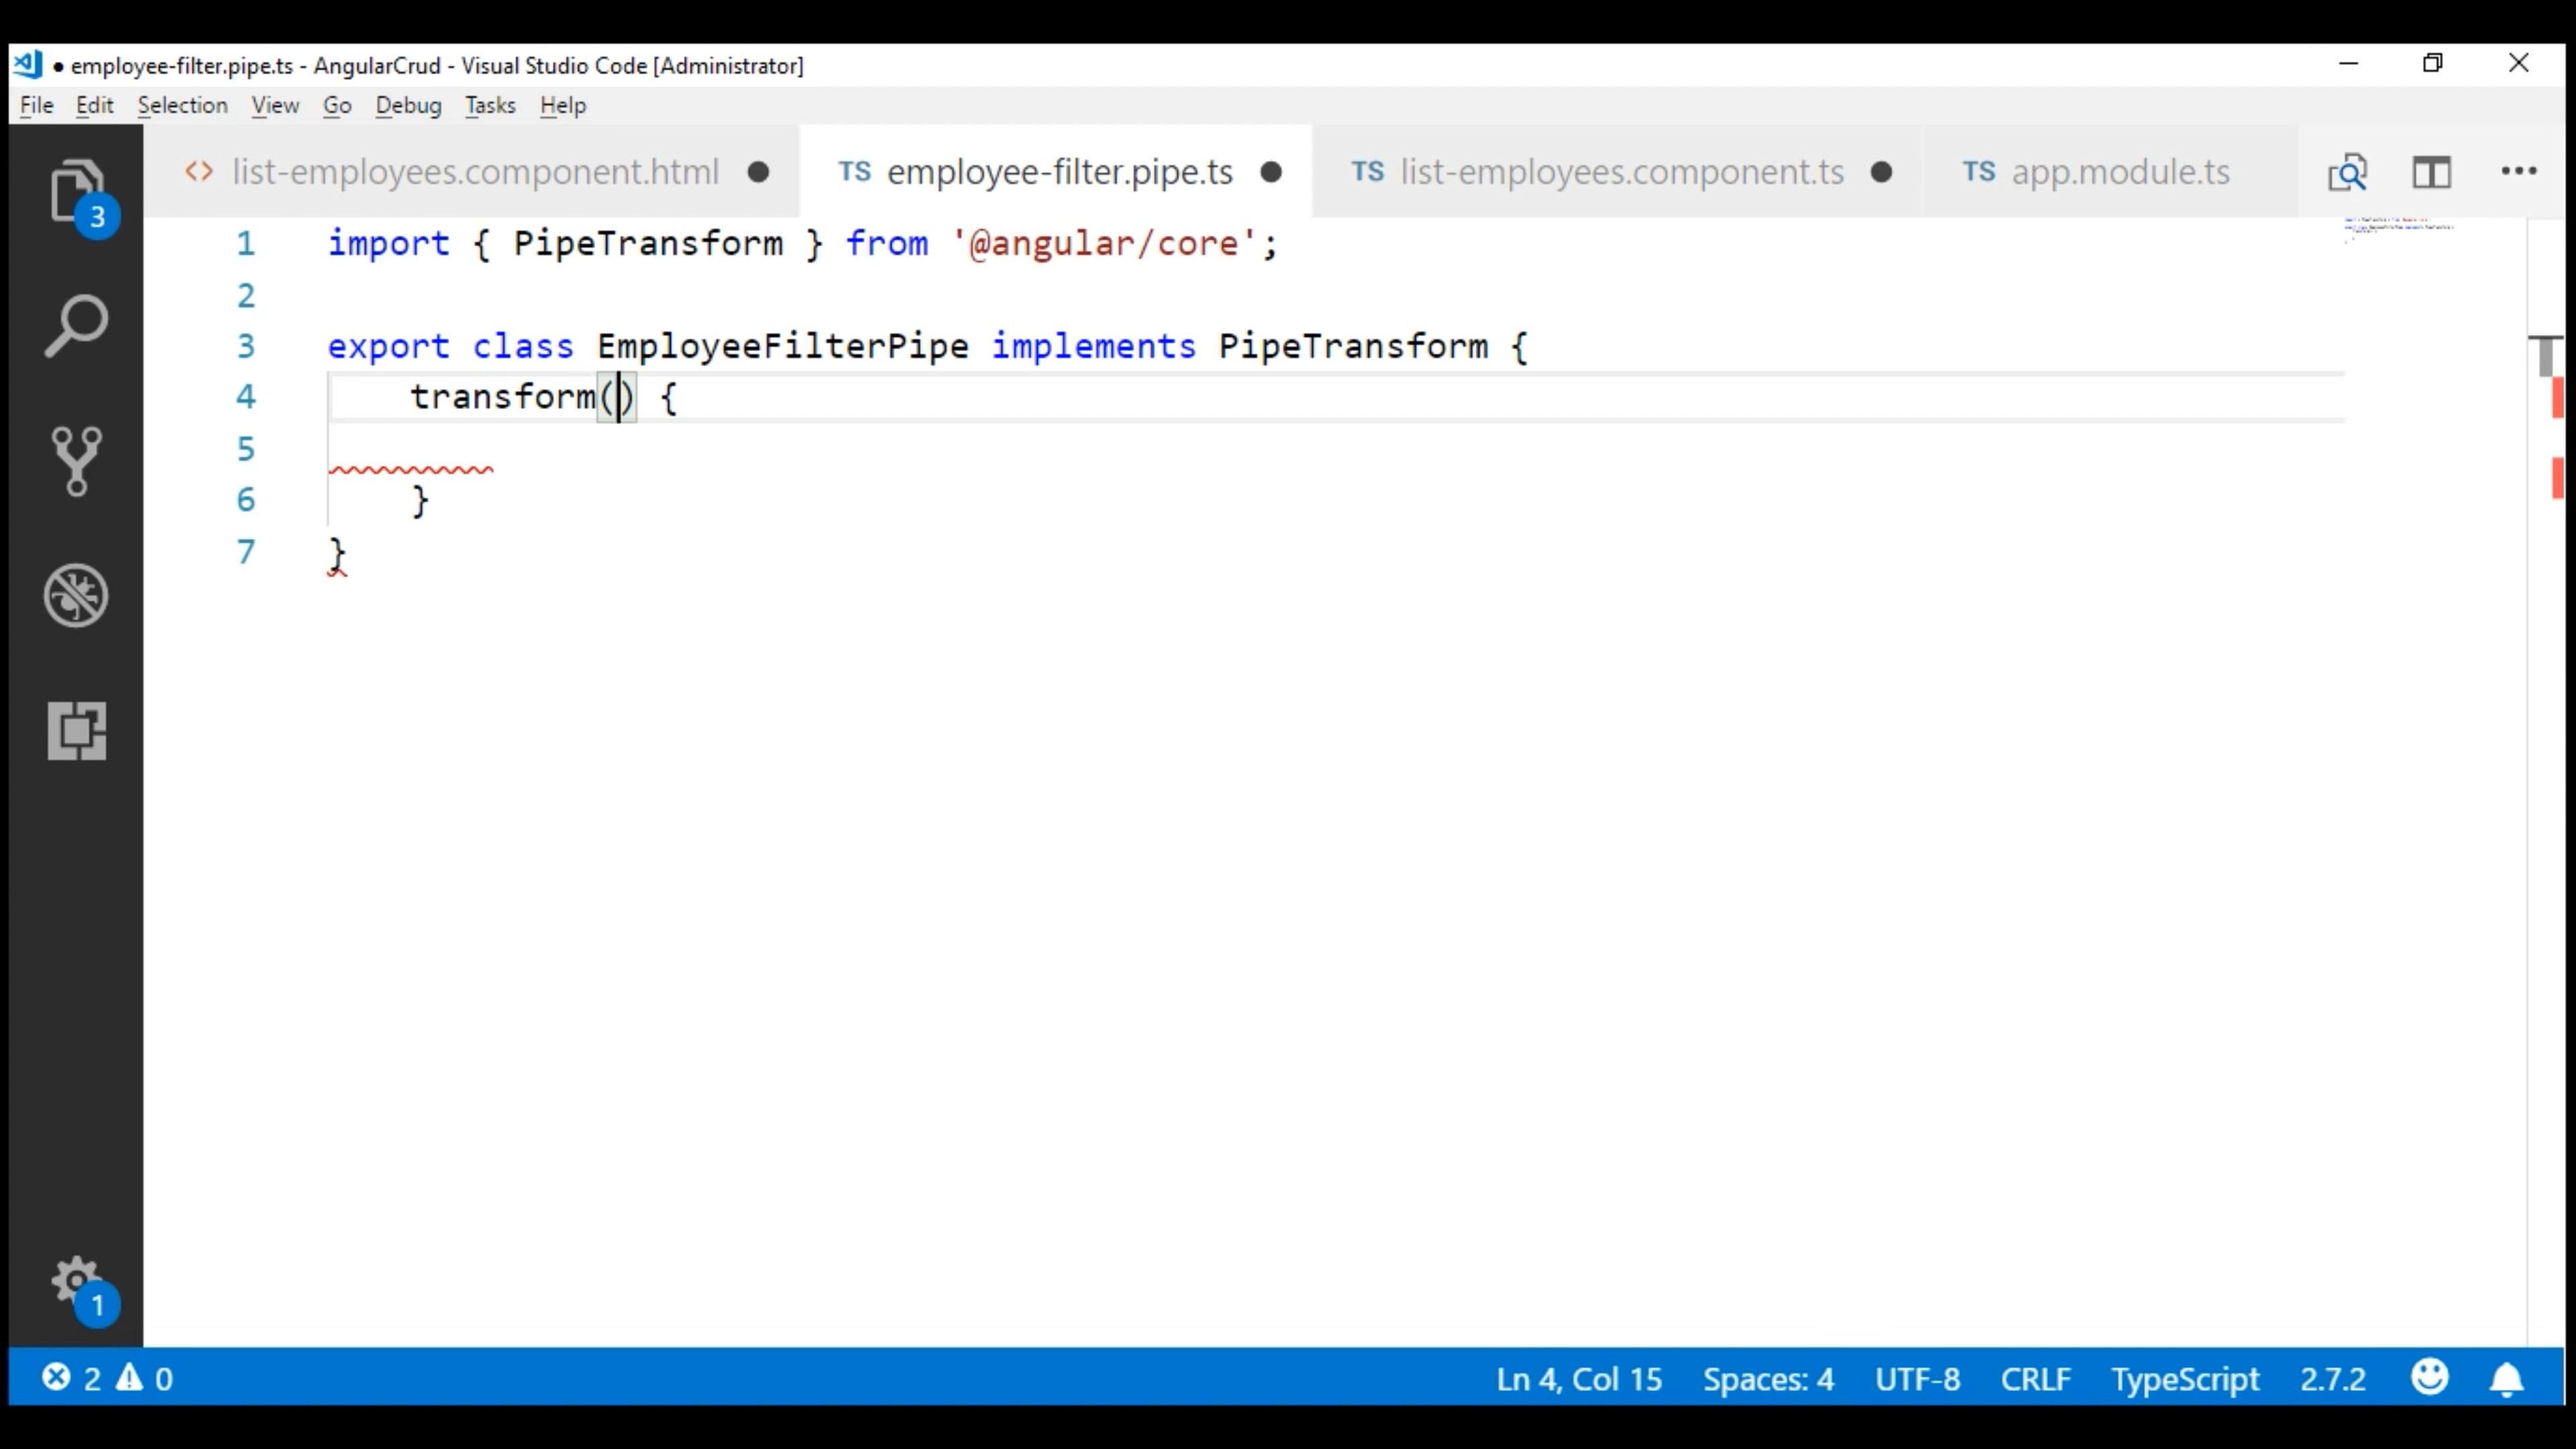 ● employee-filter.pipe.ts - AngularCrud - Visual Studio Code [Administrator]
File Edit Selection View Go Debug Tasks Help
<> list-employees.component.html ● TS employee-filter.pipe.ts ● TS list-employees.component.ts ● TS app.module.ts
3
1 import { PipeTransform } from '@angular/core';
2
3 export class EmployeeFilterPipe implements PipeTransform {
4 transform() {
5
6 }
7 }
1
2 0 Ln 4, Col 15 Spaces: 4 UTF-8 CRLF TypeScript 2.7.2